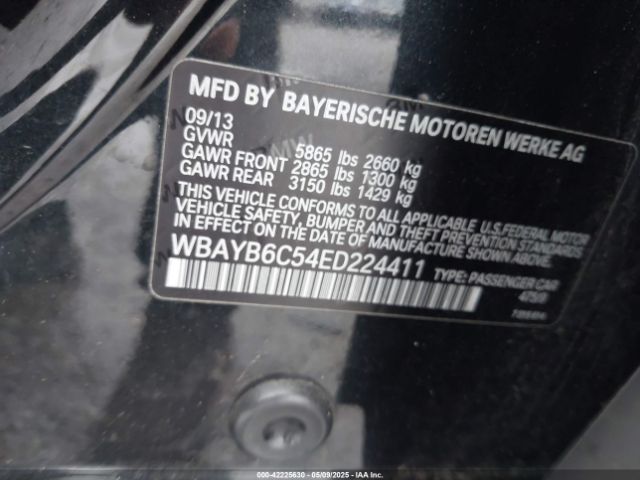 MFD BY BAYERISCHE MOTOREN WERKE AG
09/13
GVWR 5865 lbs 2660 kg
GAWR FRONT 2865 lbs 1300 kg
GAWR REAR 3150 lbs 1429 kg
THIS VEHICLE CONFORMS TO ALL APPLICABLE U.S. FEDERAL MOTOR
VEHICLE SAFETY, BUMPER AND THEFT PREVENTION STANDARDS
IN EFFECT ON THE DATE OF MANUFACTURE SHOWN ABOVE.
WBAYB6C54ED224411 TYPE: PASSENGER CAR
000-42225630 - 05/09/2025 - IAA Inc.